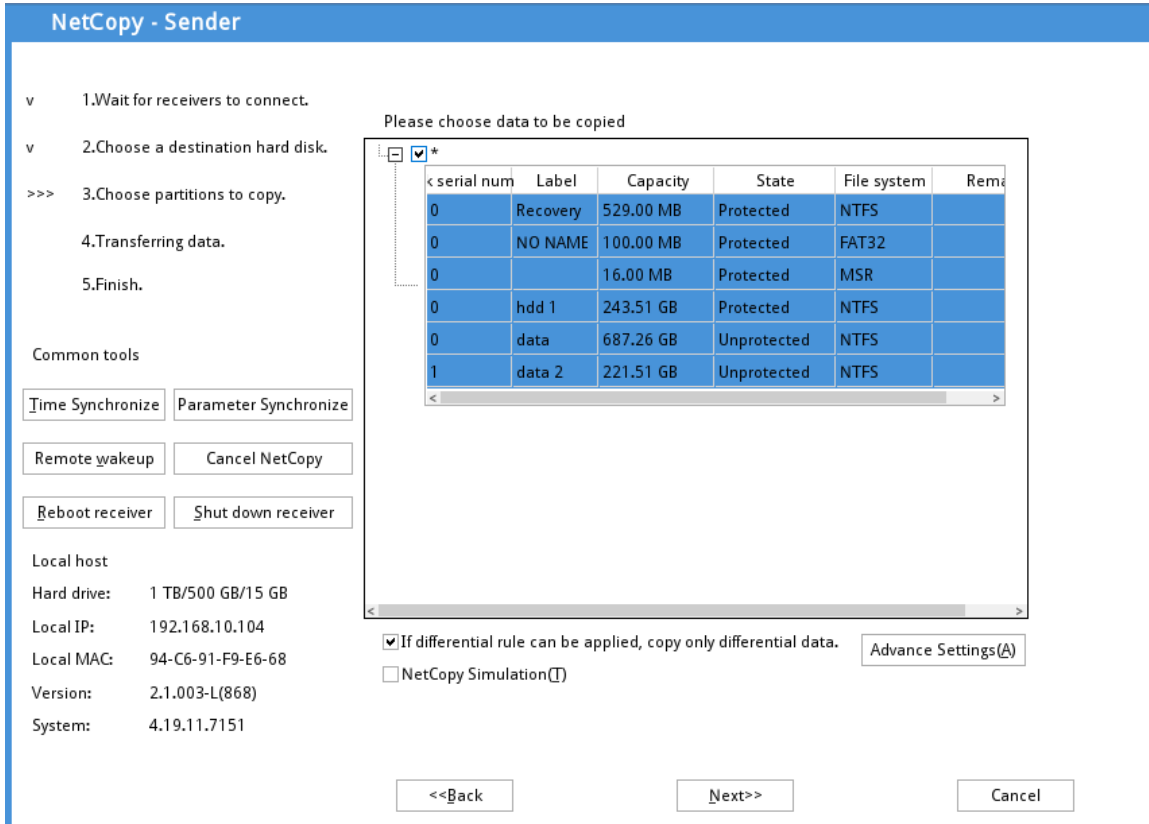 NetCopy - Sender
v 1.Wait for receivers to connect.
v 2.Choose a destination hard disk.
>>> 3.Choose partitions to copy.
4.Transferring data.
5.Finish.
Common tools
Time Synchronize Parameter Synchronize
Remote wakeup Cancel NetCopy
Reboot receiver Shut down receiver
Local host
Hard drive: 1 TB/500 GB/15 GB
Local IP: 192.168.10.104
Local MAC: 94-C6-91-F9-E6-68
Version: 2.1.003-L(868)
System: 4.19.11.7151
Please choose data to be copied
*
k serial num Label Capacity State File system Rema
0 Recovery 529.00 MB Protected NTFS
0 NO NAME 100.00 MB Protected FAT32
0 16.00 MB Protected MSR
0 hdd 1 243.51 GB Protected NTFS
0 data 687.26 GB Unprotected NTFS
1 data 2 221.51 GB Unprotected NTFS
If differential rule can be applied, copy only differential data.
Advance Settings(A)
NetCopy Simulation(T)
<<Back Next>> Cancel